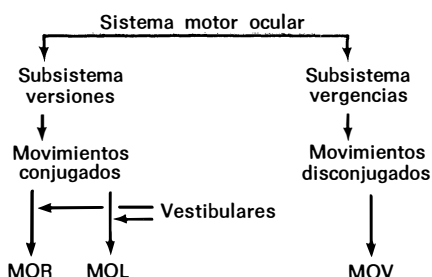 Sistema motor ocular
Subsistema
versiones
Subsistema
vergencias
Movimientos
conjugados
Movimientos
disconjugados
Vestibulares
MOR MOL MOV